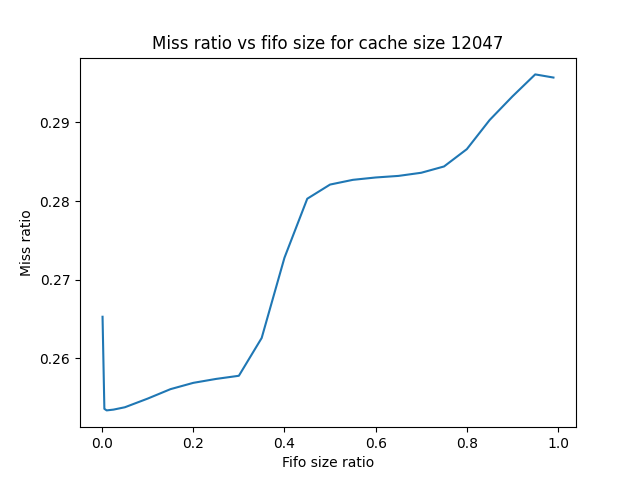 Miss ratio vs fifo size for cache size 12047
Miss ratio
0.29
0.28
0.27
0.26
0.0 0.2 0.4 0.6 0.8 1.0
Fifo size ratio